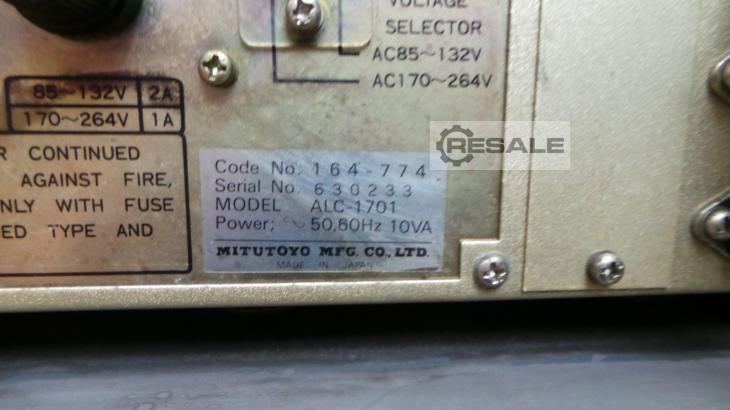 VOLTAGE
SELECTOR
AC85~132V
AC170~264V
85~132V 2A
170~264V 1A
R CONTINUED
AGAINST FIRE,
NLY WITH FUSE
ED TYPE AND
RESALE
Code No. 164-774
Serial No. 630233
MODEL ALC-1701
Power; ~ 50,60Hz 10VA
MITUTOYO MFG. CO., LTD.
MADE IN JAPAN